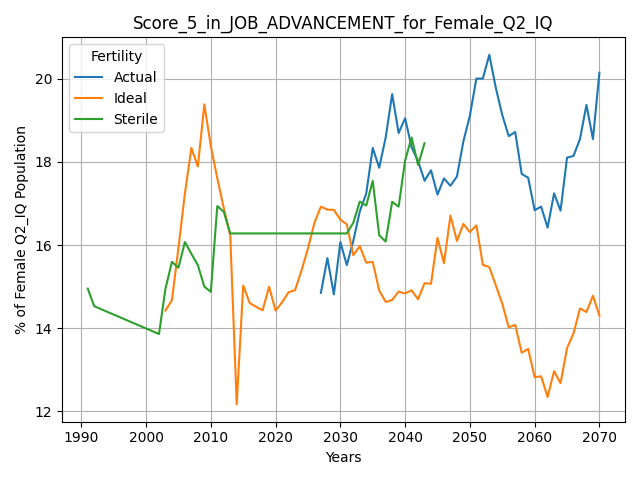 Score_5_in_JOB_ADVANCEMENT_for_Female_Q2_IQ
Fertility
Actual
Ideal
Sterile
% of Female Q2_IQ Population
20
18
16
14
12
1990 2000 2010 2020 2030 2040 2050 2060 2070
Years